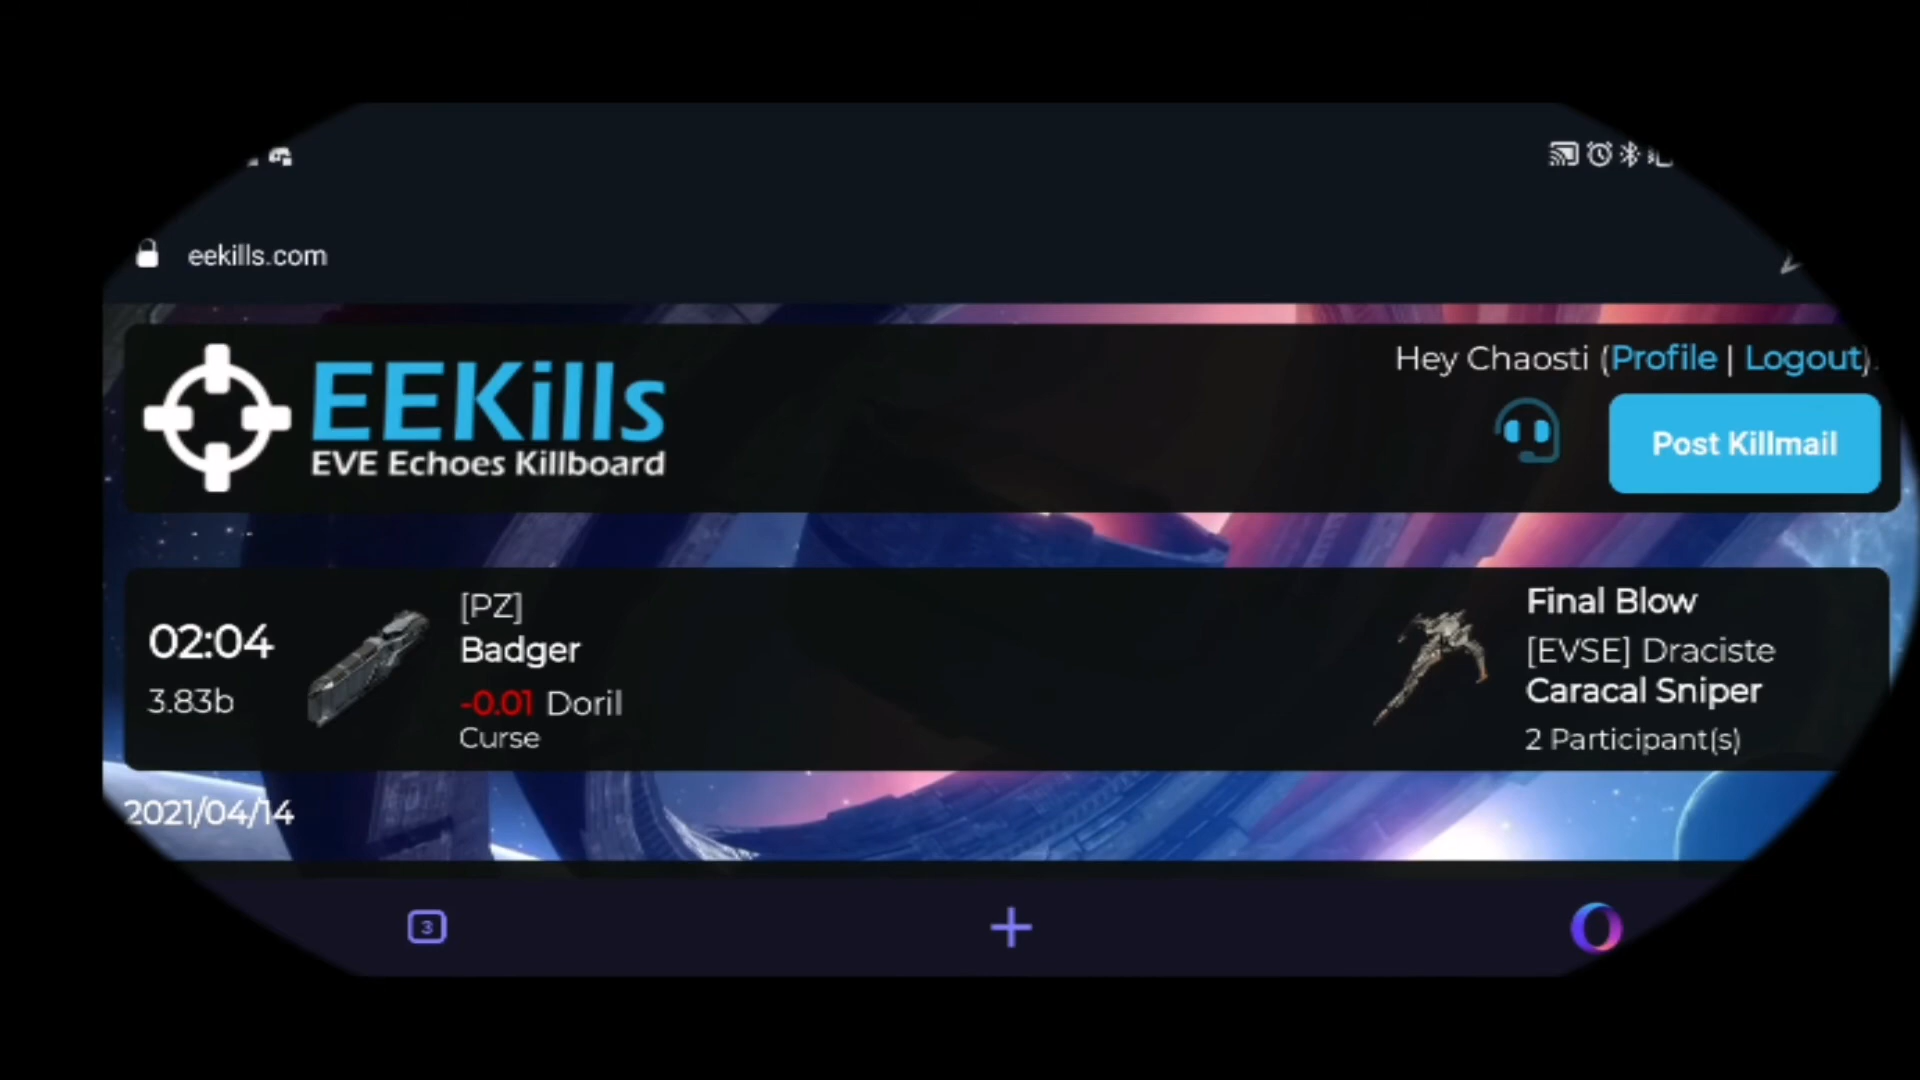 eekills.com
Hey Chaosti (Profile | Logout).
EEKills
EVE Echoes Killboard
Post Killmail
02:04
3.83b
[PZ]
Badger
-0.01 Doril
Curse
Final Blow
[EVSE] Draciste
Caracal Sniper
2 Participant(s)
2021/04/14
3